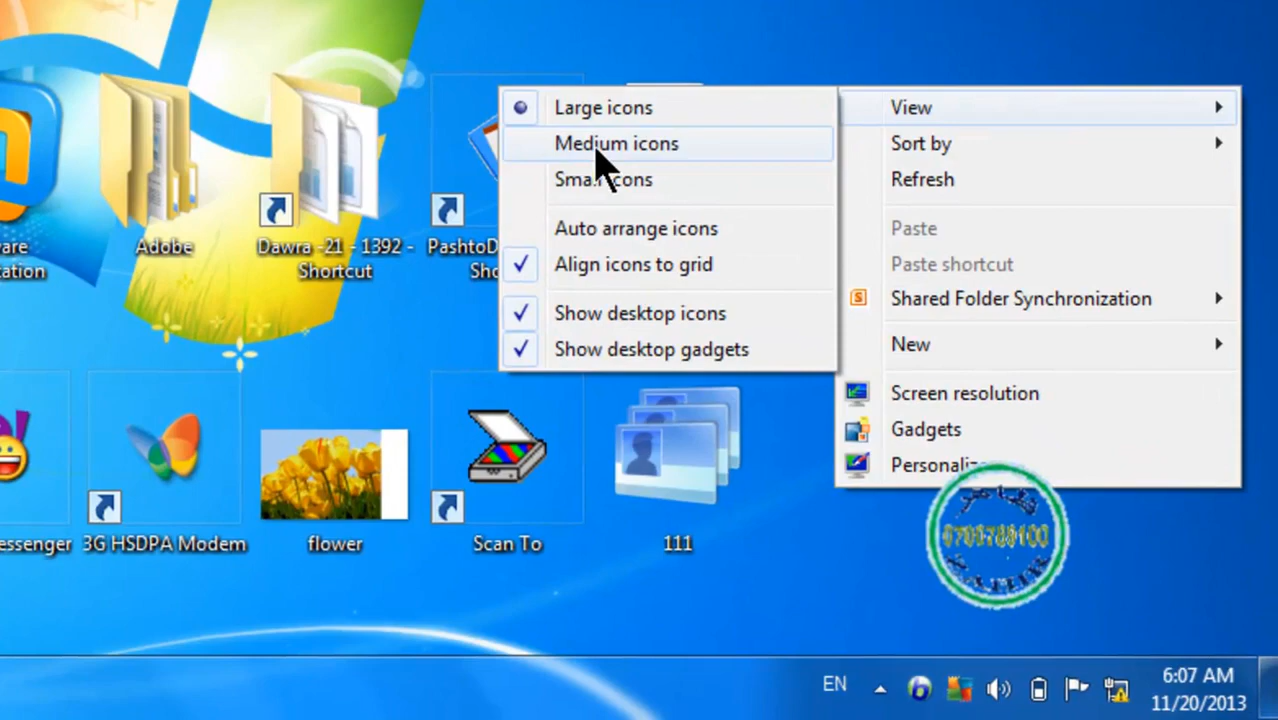 Large icons
Medium icons
Auto arrange icons
Align icons to grid
Show desktop icons
Show desktop gadgets
View
Sort by
Refresh
Paste
Paste shortcut
Shared Folder Synchronization
New
Screen resolution
Gadgets
Adobe
Dawra -21 - 1392 -
Shortcut
3G HSDPA Modem
flower
Scan To
111
0700788100
EN
6:07 AM
11/20/2013